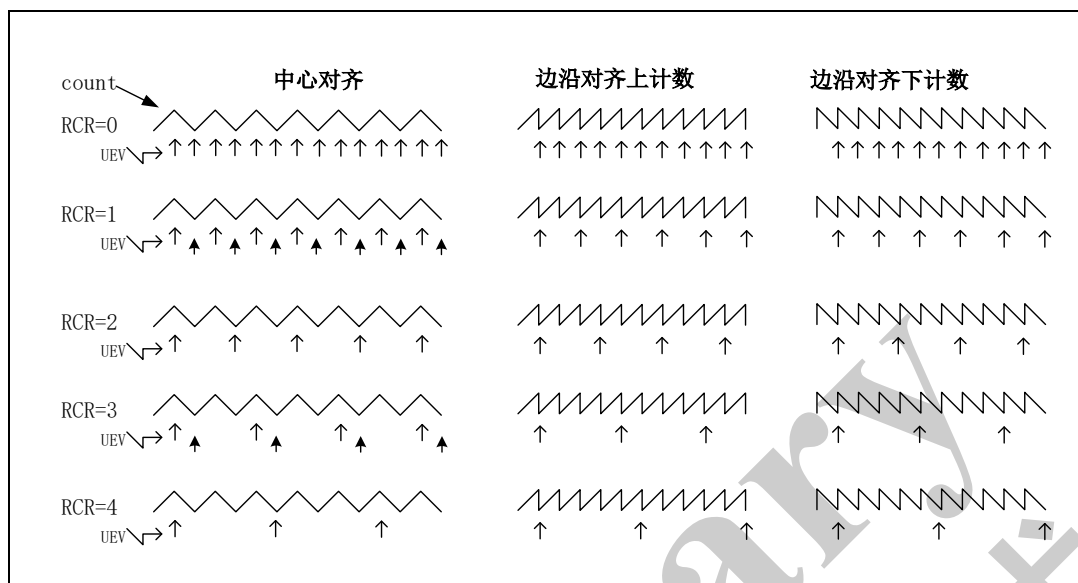 count
中心对齐
边沿对齐上计数
边沿对齐下计数
RCR=0
UEV
RCR=1
UEV
RCR=2
UEV
RCR=3
UEV
RCR=4
UEV
ary